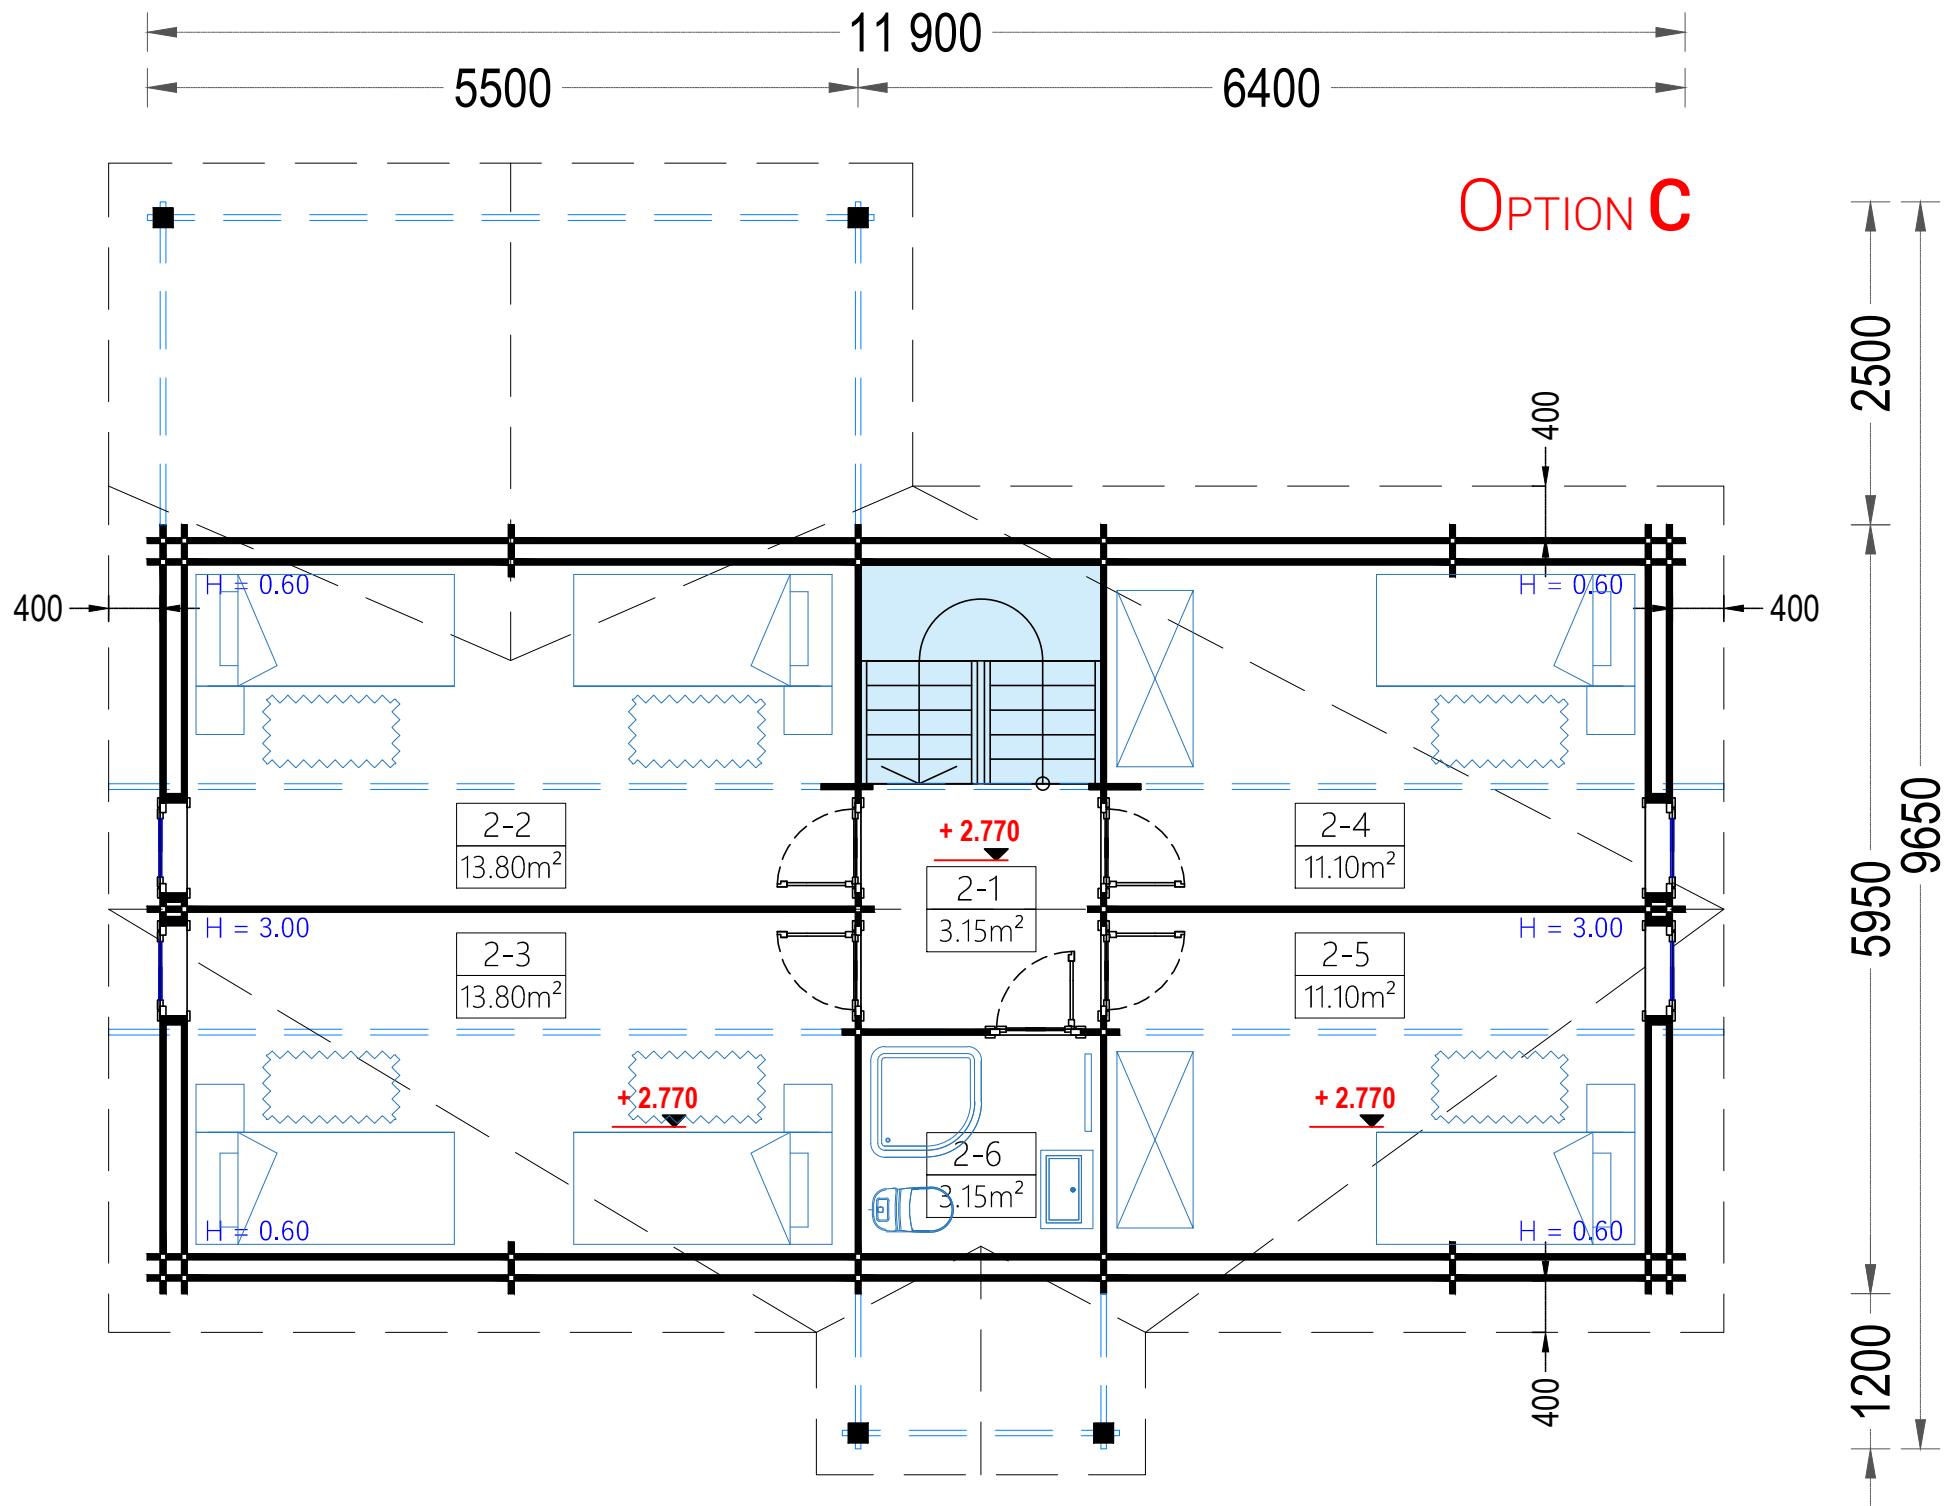 11 900
5500
6400
OPTION C
2500
400
H = 0.60
H = 0.60
400
400
2-2
13.80m²
+ 2.770
2-4
11.10m²
2-1
3.15m²
9650
5950
H = 3.00
H = 3.00
2-3
13.80m²
2-5
11.10m²
+ 2.770
+ 2.770
2-6
3.15m²
H = 0.60
H = 0.60
1200
400